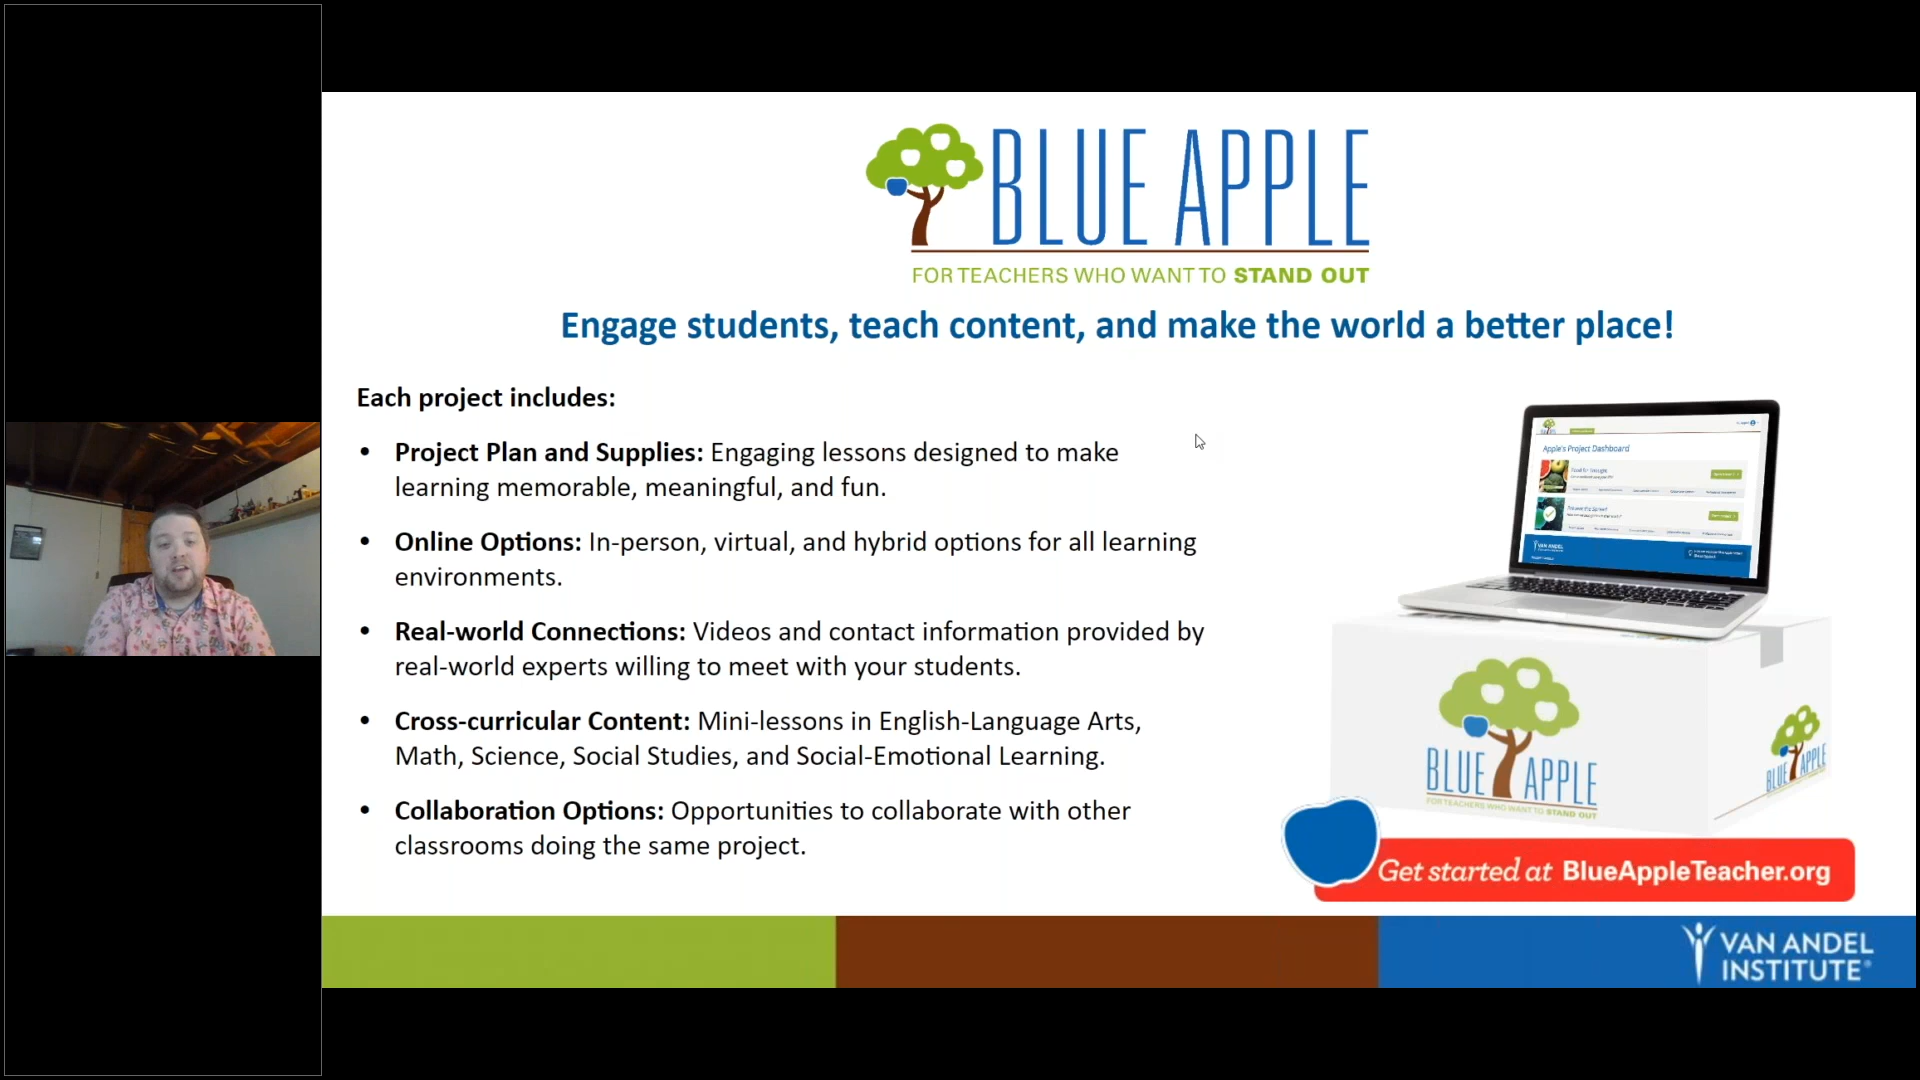 BLUE APPLE
FOR TEACHERS WHO WANT TO STAND OUT
Engage students, teach content, and make the world a better place!
Each project includes:
• Project Plan and Supplies: Engaging lessons designed to make
learning memorable, meaningful, and fun.
• Online Options: In-person, virtual, and hybrid options for all learning
environments.
• Real-world Connections: Videos and contact information provided by
real-world experts willing to meet with your students.
• Cross-curricular Content: Mini-lessons in English-Language Arts,
Math, Science, Social Studies, and Social-Emotional Learning.
• Collaboration Options: Opportunities to collaborate with other
classrooms doing the same project.
Apple's Project Dashboard
VAN ANDEL
BLUE APPLE
FOR TEACHERS WHO WANT TO STAND OUT
BLUE APPLE
Get started at BlueAppleTeacher.org
VAN ANDEL
INSTITUTE®